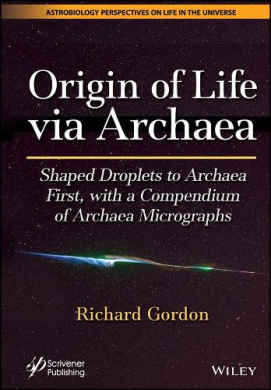 ASTROBIOLOGY PERSPECTIVES ON LIFE IN THE UNIVERSE
Origin of Life
via Archaea
Shaped Droplets to Archaea
First, with a Compendium
of Archaea Micrographs
Richard Gordon
Scrivener
Publishing
WILEY